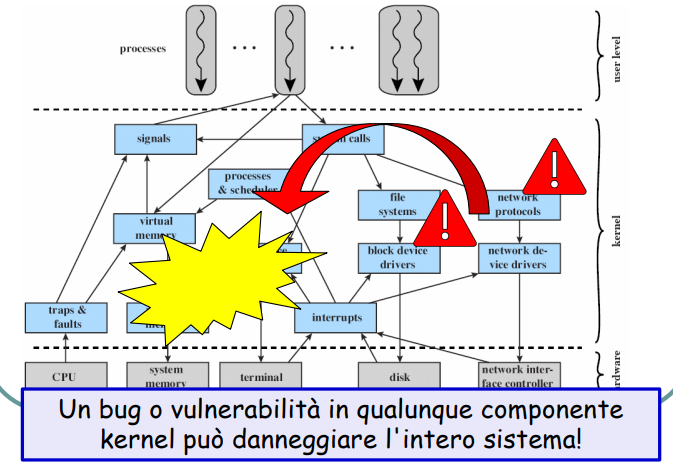 processes
user level
signals
calls
processes
& scheduler
file
systems
network
protocols
virtual
memory
block device
drivers
network de-
vice drivers
kernel
traps &
faults
interrupts
CPU
system
memory
terminal
disk
network inter-
face controller
Un bug o vulnerabilità in qualunque componente
kernel può danneggiare l'intero sistema!